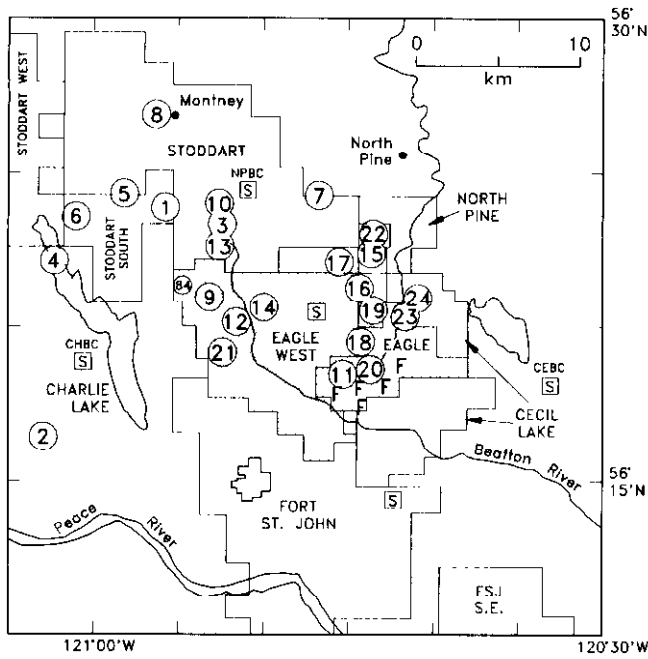 56°
30'N
0 10
km
STODDART WEST
8 Montney
STODDART
North
Pine
NPBC
S
5
7
10
1
6
NORTH
PINE
3
22
STODDART
SOUTH
13
15
4
17
84
9
16
24
14
S
19
23
12
EAGLE
WEST
18
EAGLE
21
CHBC
S
20
F
11
CEBC
S
CHARLIE
LAKE
F
F
F
F
CECIL
LAKE
2
Beatton River
56°
15'N
FORT
ST. JOHN
S
Peace River
FSJ
S.E.
121°00'W
120°30'W